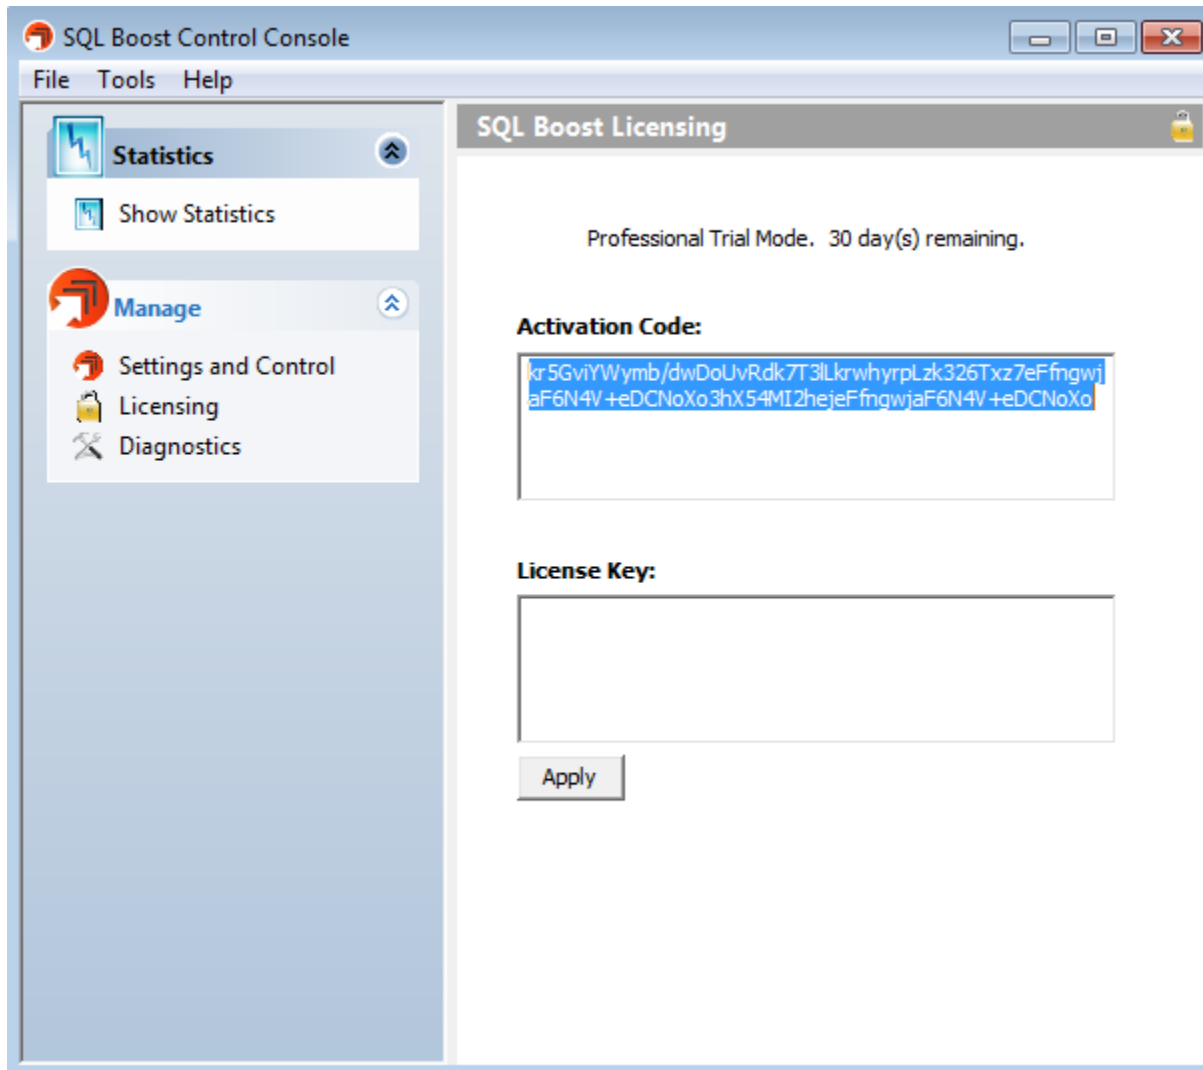 SQL Boost Control Console
File Tools Help
Statistics
Show Statistics
Manage
Settings and Control
Licensing
Diagnostics
SQL Boost Licensing
Professional Trial Mode. 30 day(s) remaining.
Activation Code:
kr5GviYWymb/dwDoUvRdk7T3lLkrwhyrpLzk326Txz7eFfngwj
aF6N4V+eDCNoXo3hX54MI2hejeFfngwjaF6N4V+eDCNoXo
License Key:
Apply